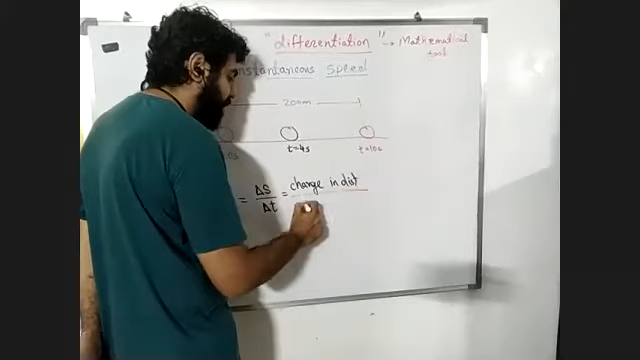 "differentiation" → Mathematical tool
Instantaneous speed
200m
t=4s t=10s
= ΔS/Δt = change in dist